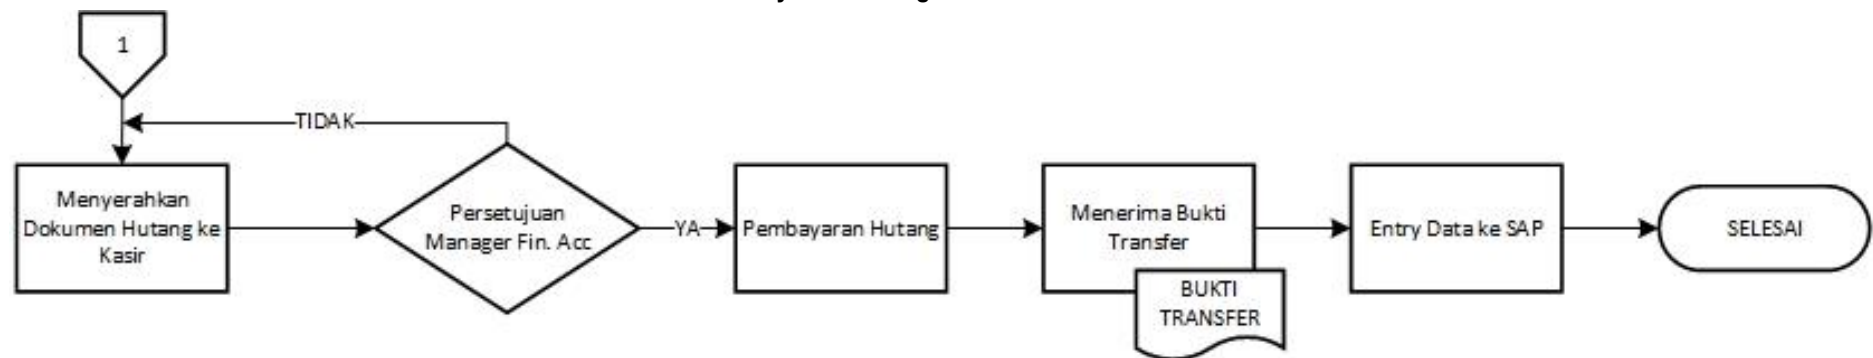 1
TIDAK
Menyerahkan
Dokumen Hutang ke
Kasir
Persetujuan
Manager Fin. Acc
YA
Pembayaran Hutang
Menerima Bukti
Transfer
BUKTI
TRANSFER
Entry Data ke SAP
SELESAI